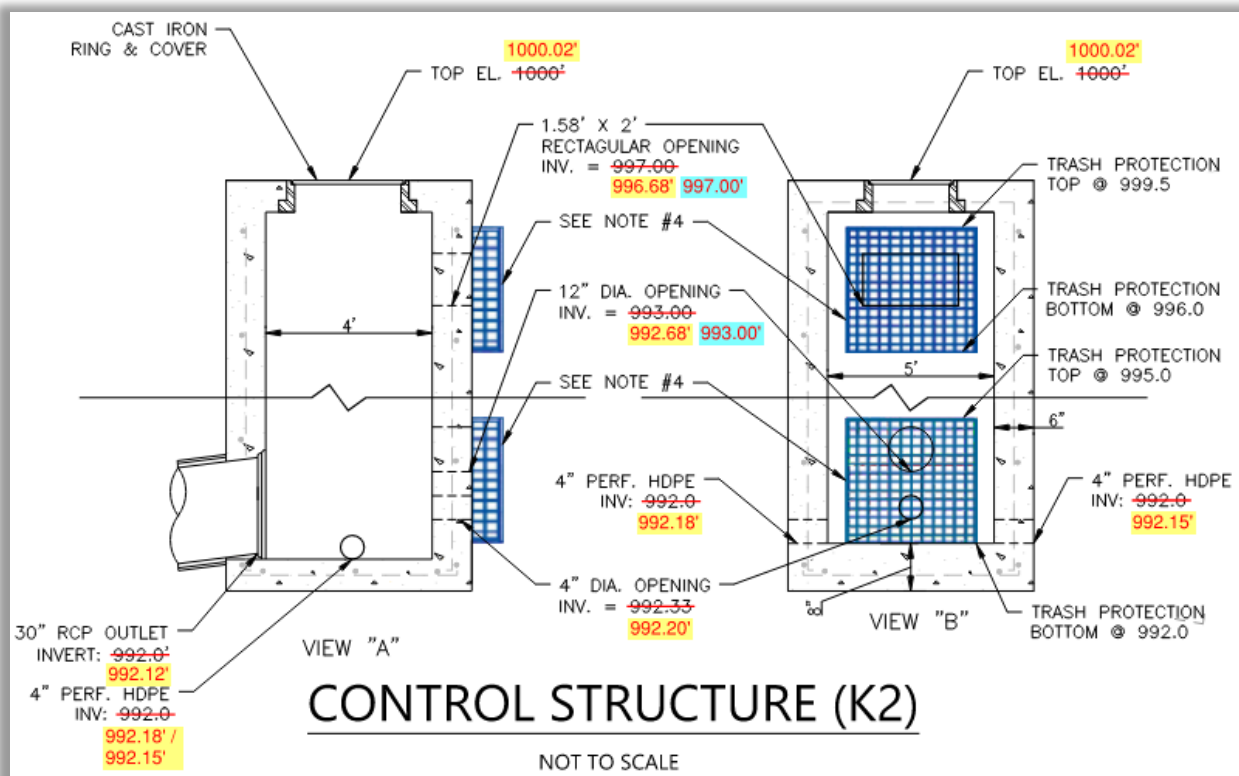 CAST IRON
RING & COVER
1000.02'
TOP EL. 1000'
1000.02'
TOP EL. 1000'
1.58' X 2'
RECTAGULAR OPENING
INV. = 997.00
996.68' 997.00'
TRASH PROTECTION
TOP @ 999.5
SEE NOTE #4
12" DIA. OPENING
INV. = 993.00
992.68' 993.00'
TRASH PROTECTION
BOTTOM @ 996.0
4'
5'
TRASH PROTECTION
TOP @ 995.0
SEE NOTE #4
6"
4" PERF. HDPE
INV: 992.0
992.18'
4" PERF. HDPE
INV: 992.0
992.15'
4" DIA. OPENING
INV. = 992.33
992.20'
8"
TRASH PROTECTION
BOTTOM @ 992.0
30" RCP OUTLET
INVERT: 992.0'
992.12'
4" PERF. HDPE
INV: 992.0
992.18' /
992.15'
VIEW "A"
VIEW "B"
CONTROL STRUCTURE (K2)
NOT TO SCALE